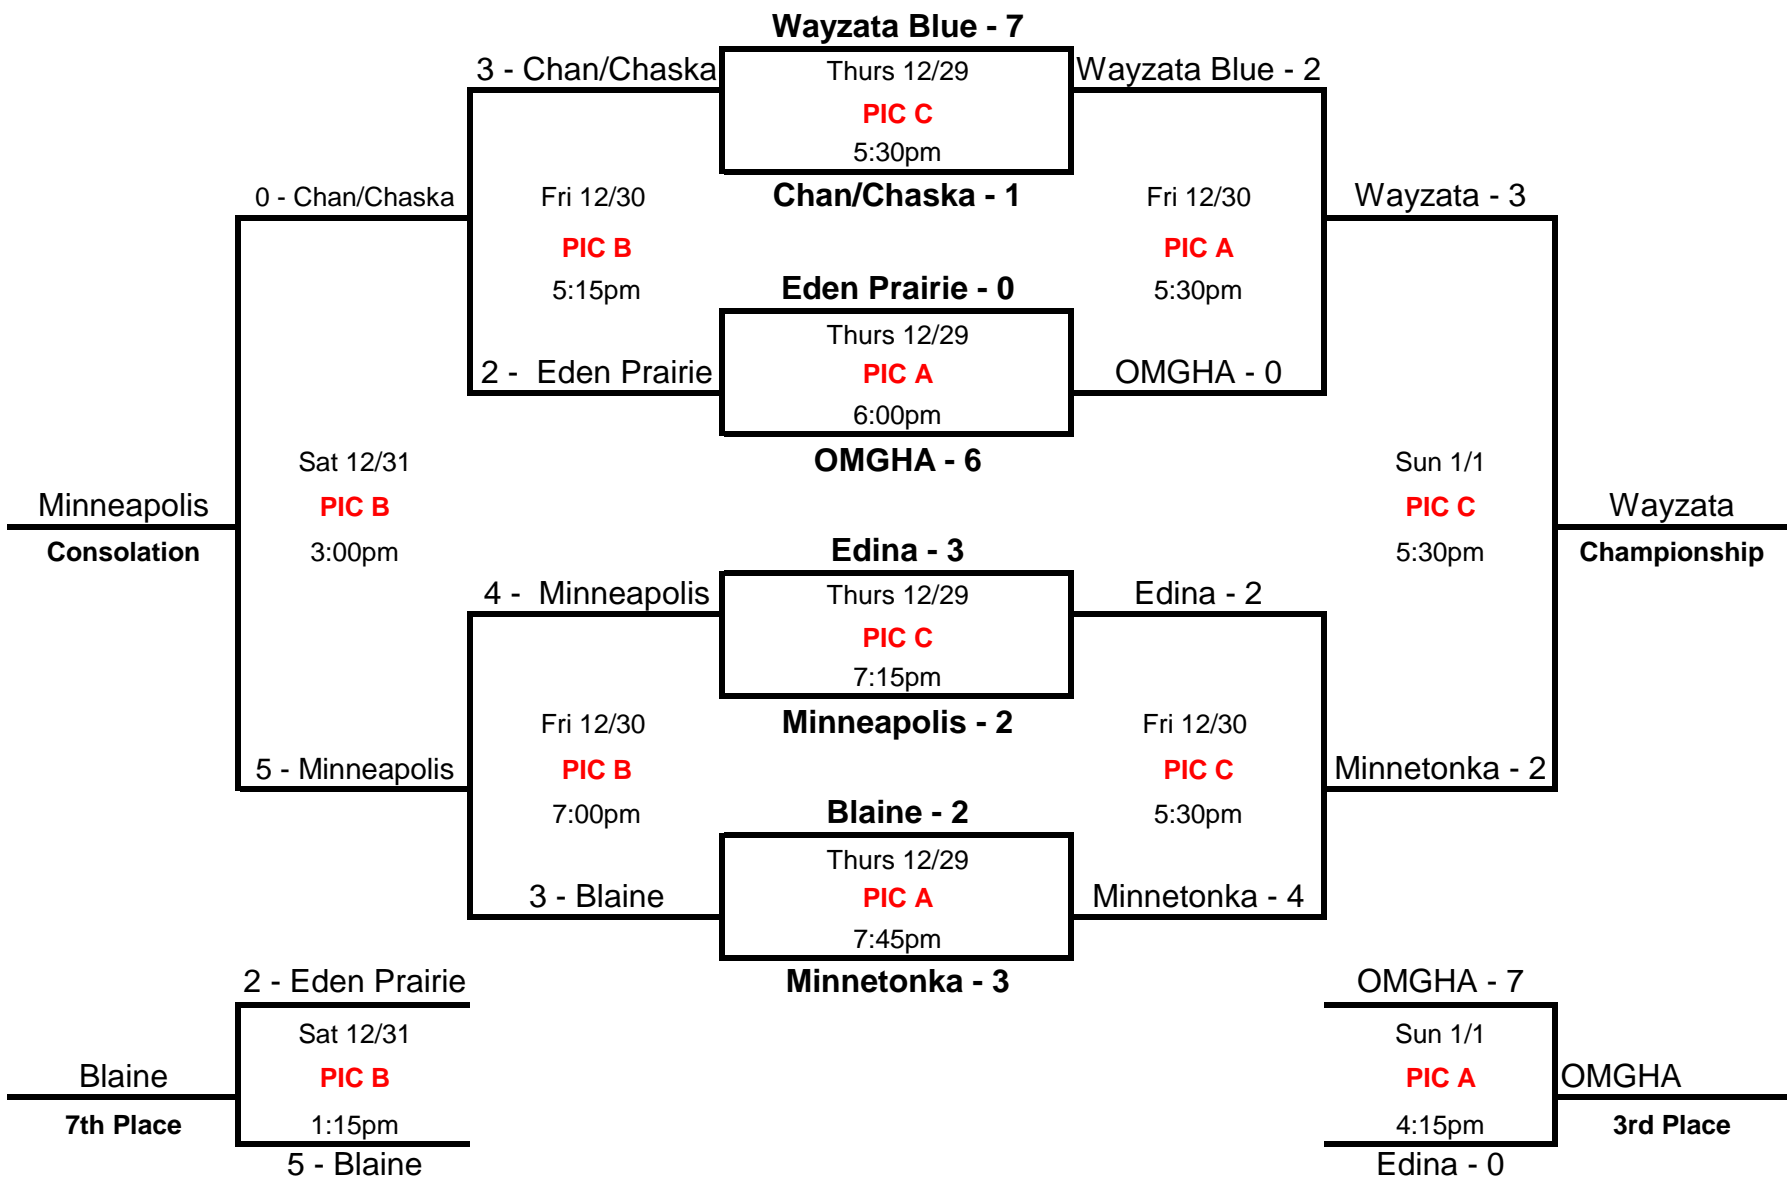 Wayzata Blue - 7
3 - Chan/Chaska
Thurs 12/29
Wayzata Blue - 2
PIC C
5:30pm
0 - Chan/Chaska
Fri 12/30
Chan/Chaska - 1
Fri 12/30
Wayzata - 3
PIC B
PIC A
5:15pm
Eden Prairie - 0
5:30pm
Thurs 12/29
2 -  Eden Prairie
PIC A
OMGHA - 0
6:00pm
Sat 12/31
OMGHA - 6
Sun 1/1
Minneapolis
PIC B
PIC C
Wayzata
Consolation
3:00pm
Edina - 3
5:30pm
Championship
4 -  Minneapolis
Thurs 12/29
Edina - 2
PIC C
7:15pm
Fri 12/30
Minneapolis - 2
Fri 12/30
5 - Minneapolis
PIC B
PIC C
Minnetonka - 2
7:00pm
Blaine - 2
5:30pm
Thurs 12/29
3 - Blaine
PIC A
Minnetonka - 4
7:45pm
2 - Eden Prairie
Minnetonka - 3
OMGHA - 7
Sat 12/31
Sun 1/1
Blaine
PIC B
PIC A
OMGHA
7th Place
1:15pm
4:15pm
3rd Place
5 - Blaine
Edina - 0